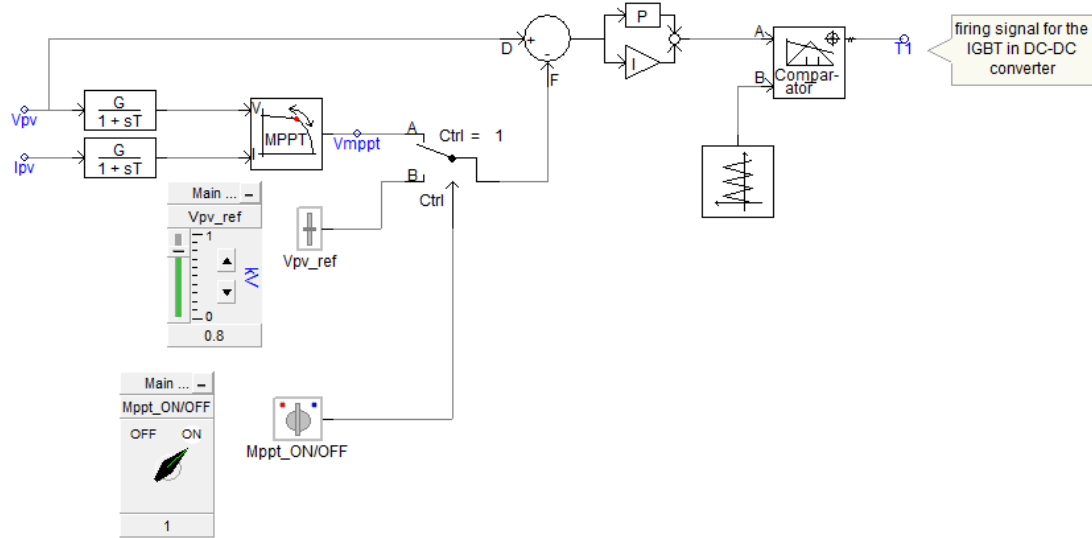 P
I
+
D
-
F
A
B
Compar-
ator
T1
firing signal for the
IGBT in DC-DC
converter
Vpv
G
1 + sT
V
I
MPPT
Vmppt
A
Ctrl = 1
B
Ctrl
Ipv
G
1 + sT
Main ...
Vpv_ref
1
0
kV
0.8
Vpv_ref
Main ...
Mppt_ON/OFF
OFF ON
1
Mppt_ON/OFF